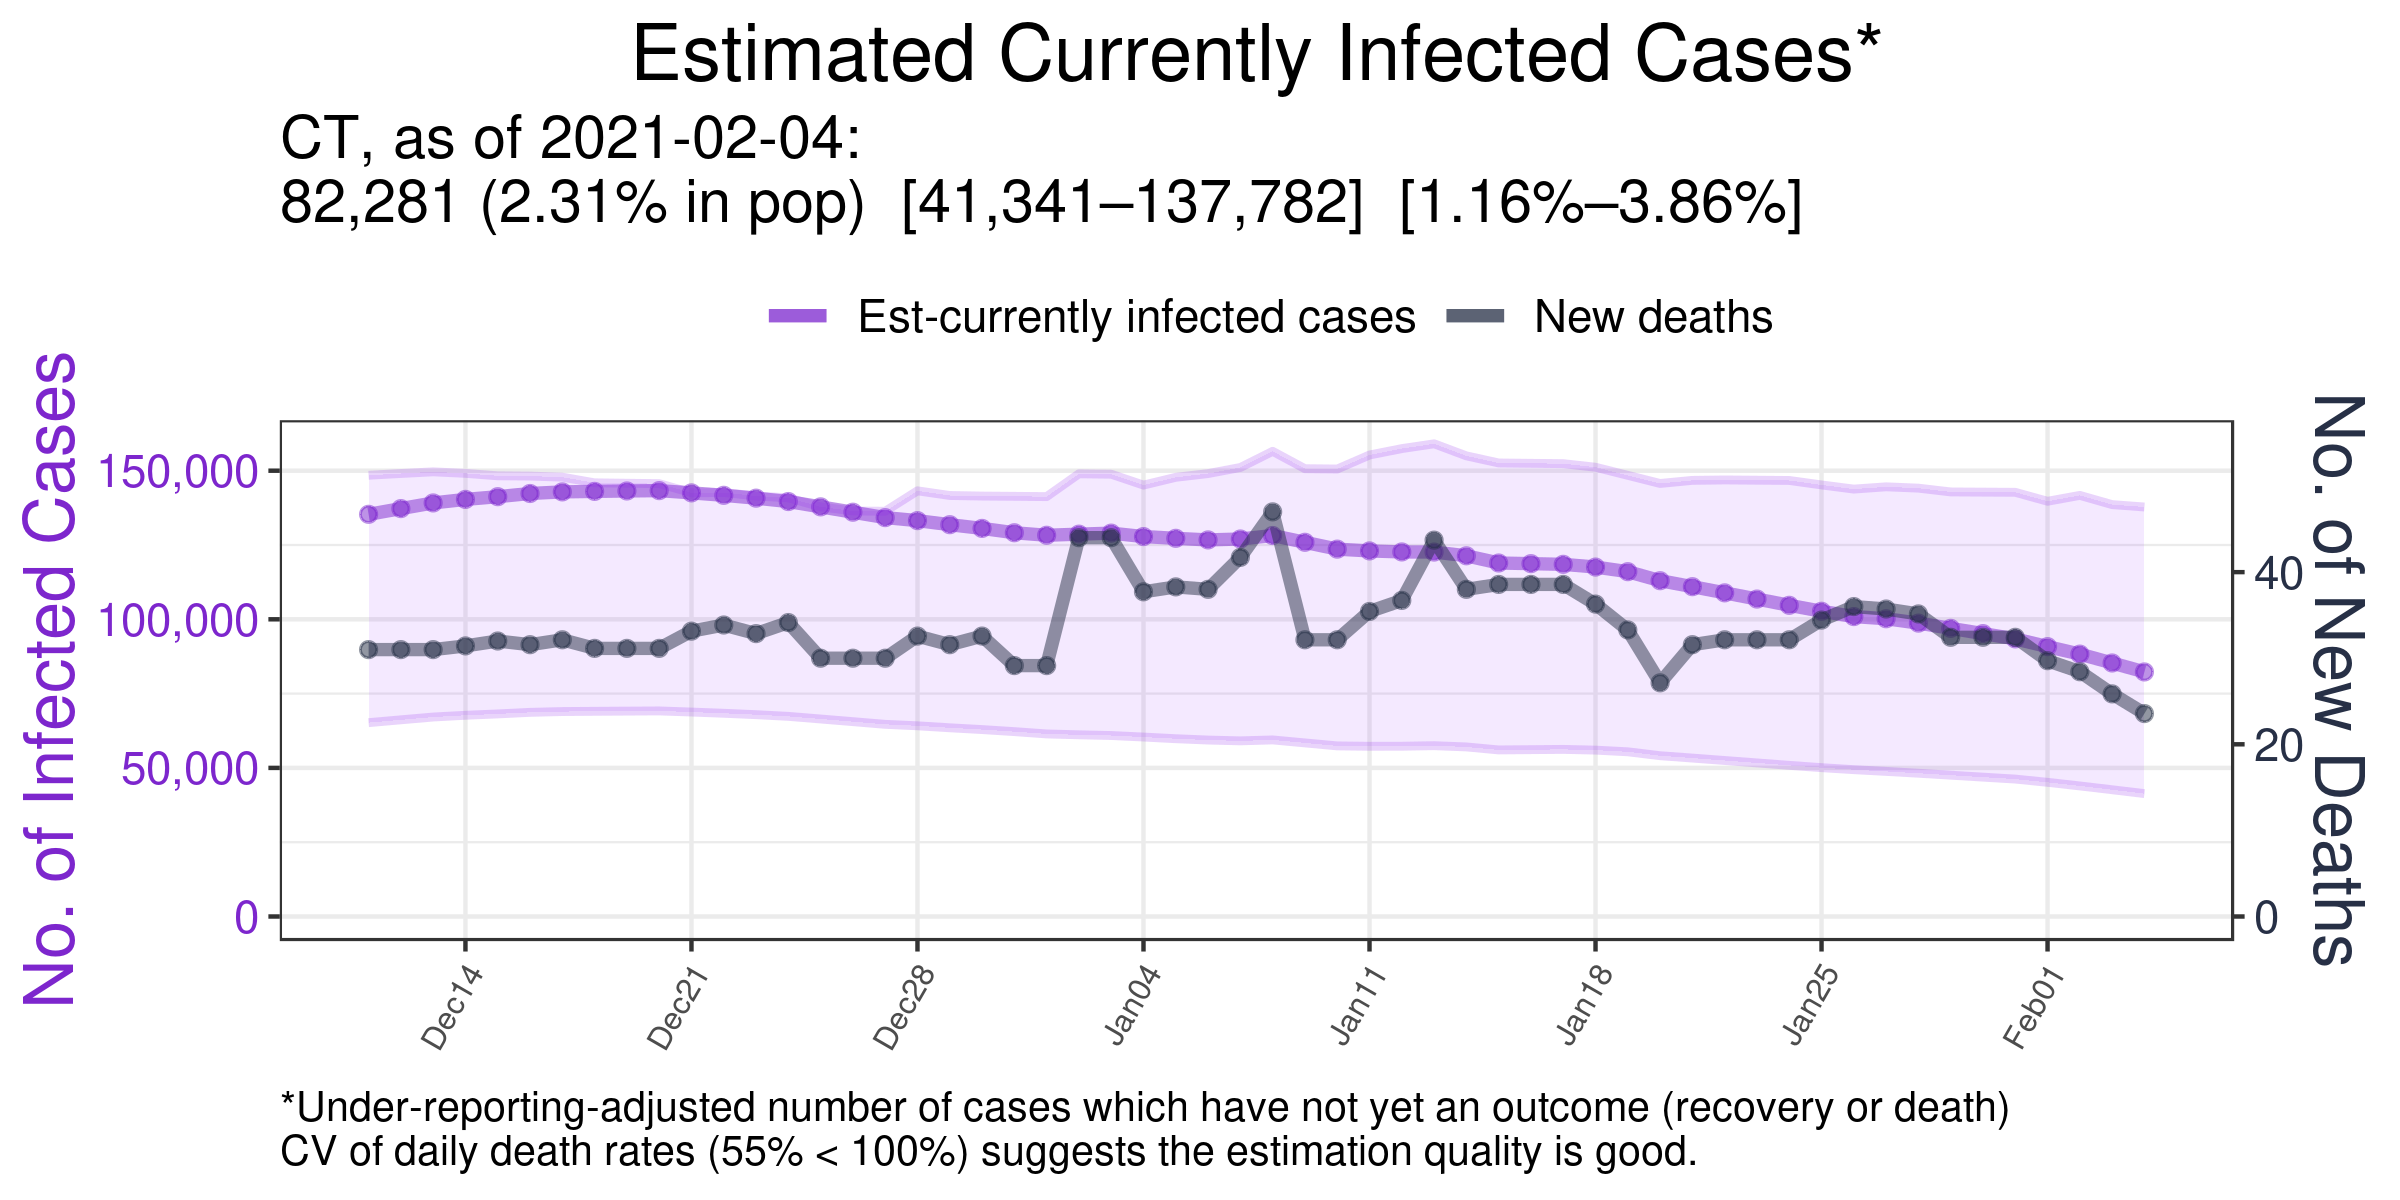 Estimated Currently Infected Cases*
CT, as of 2021-02-04:
82,281 (2.31% in pop)  [41,341–137,782]  [1.16%–3.86%]
Est-currently infected cases
New deaths
No. of Infected Cases
150,000
100,000
50,000
0
No. of New Deaths
40
20
0
Dec14
Dec21
Dec28
Jan04
Jan11
Jan18
Jan25
Feb01
*Under-reporting-adjusted number of cases which have not yet an outcome (recovery or death)
CV of daily death rates (55% < 100%) suggests the estimation quality is good.